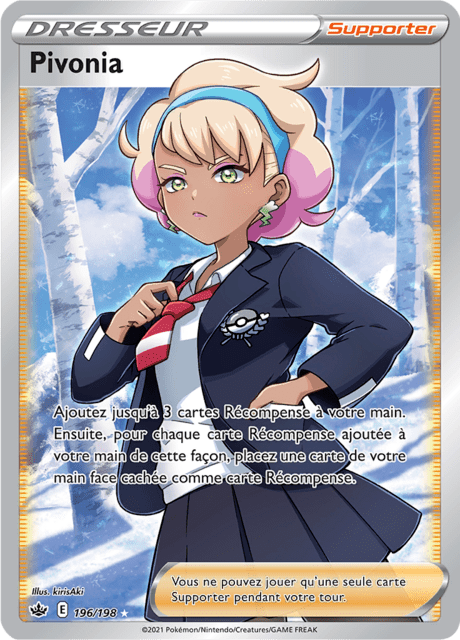 DRESSEUR
Supporter
Pivonia
Ajoutez jusqu'à 3 cartes Récompense à votre main.
Ensuite, pour chaque carte Récompense ajoutée à
votre main de cette façon, placez une carte de votre
main face cachée comme carte Récompense.
Vous ne pouvez jouer qu'une seule carte
Supporter pendant votre tour.
Illus. kirisAki
E 196/198
©2021 Pokémon/Nintendo/Creatures/GAME FREAK